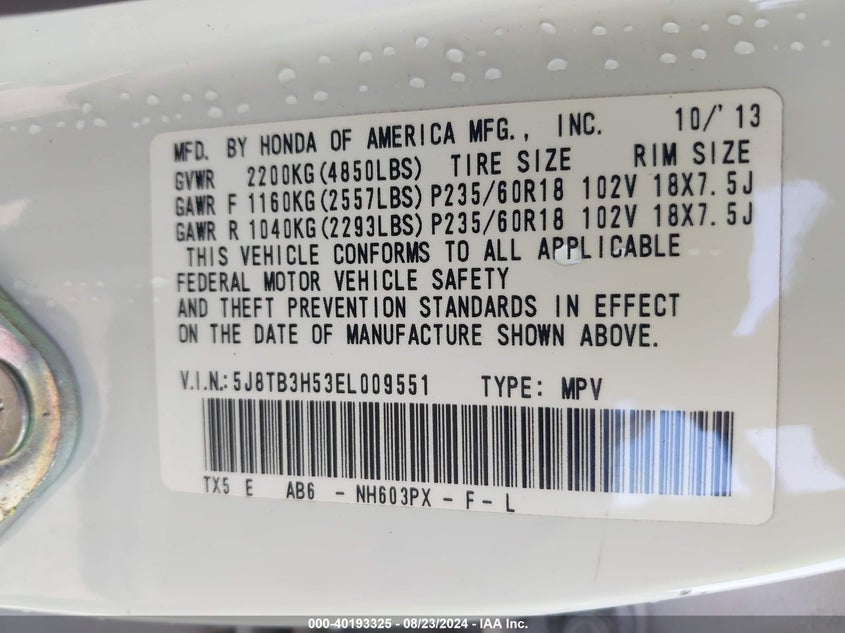 MFD. BY HONDA OF AMERICA MFG., INC. 10/'13
GVWR 2200KG(4850LBS) TIRE SIZE RIM SIZE
GAWR F 1160KG(2557LBS) P235/60R18 102V 18X7.5J
GAWR R 1040KG(2293LBS) P235/60R18 102V 18X7.5J
THIS VEHICLE CONFORMS TO ALL APPLICABLE
FEDERAL MOTOR VEHICLE SAFETY
AND THEFT PREVENTION STANDARDS IN EFFECT
ON THE DATE OF MANUFACTURE SHOWN ABOVE.
V.I.N.: 5J8TB3H53EL009551 TYPE: MPV
TX5 E AB6 - NH603PX - F - L
000-40193325 - 08/23/2024 - IAA Inc.